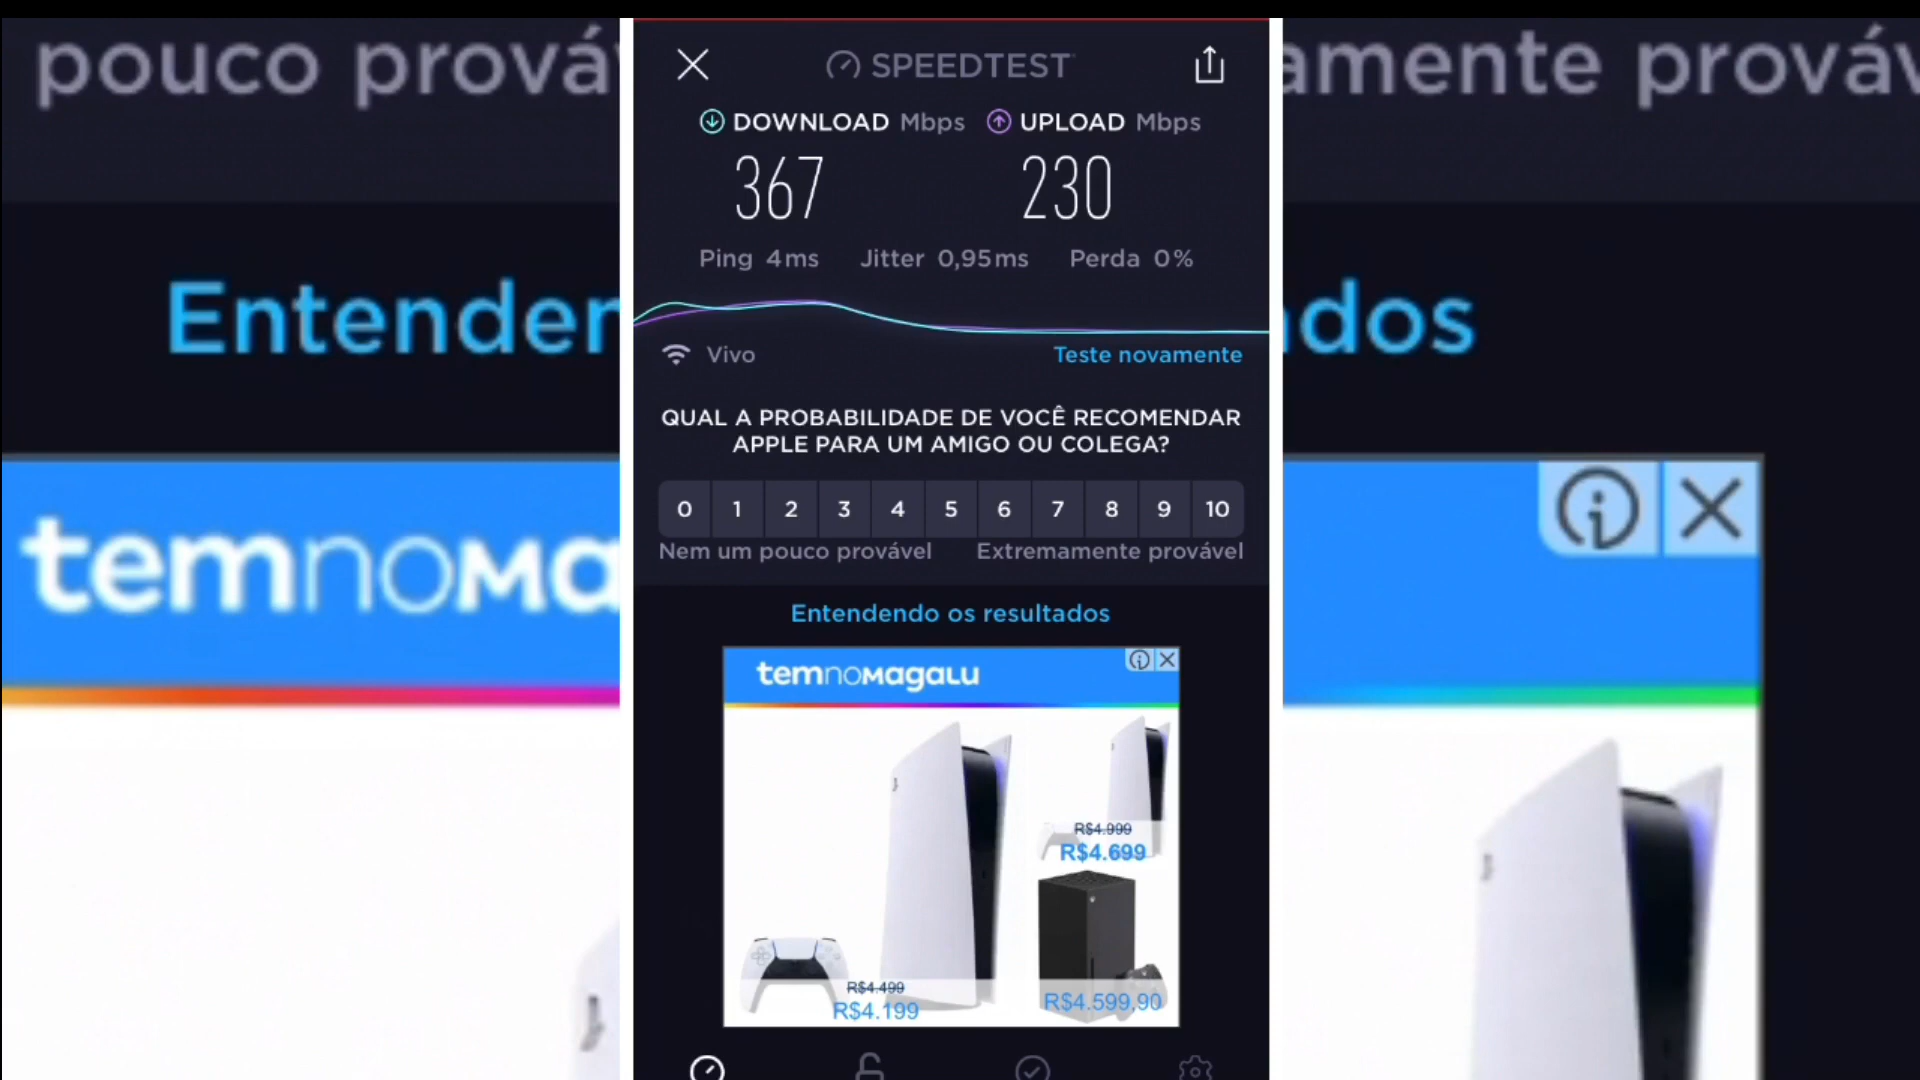 pouco prová
amente prováv
SPEEDTEST
DOWNLOAD Mbps
UPLOAD Mbps
367
230
Ping 4ms
Jitter 0,95ms
Perda 0%
Vivo
Teste novamente
QUAL A PROBABILIDADE DE VOCÊ RECOMENDAR
APPLE PARA UM AMIGO OU COLEGA?
0 1 2 3 4 5 6 7 8 9 10
Nem um pouco provável
Extremamente provável
Entender
dos
Entendendo os resultados
temnoMa
temnoMagaLu
R$4.999
R$4.699
R$4.499
R$4.199
R$4.599,90